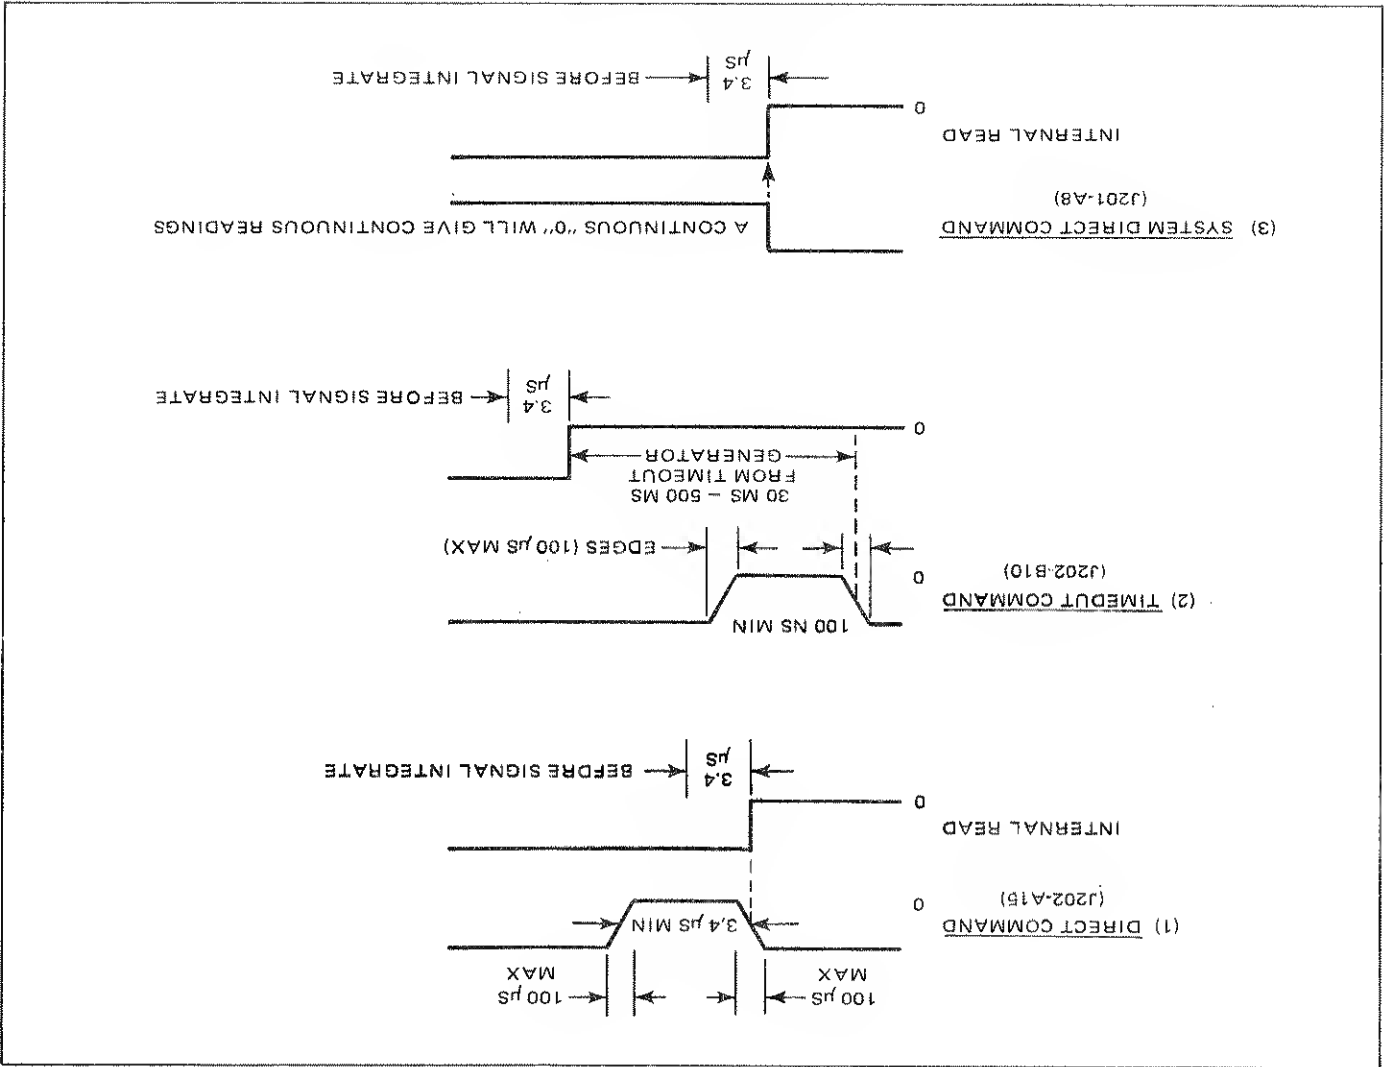 100 µS
MAX
100 µS
MAX
(1) DIRECT COMMAND
(J202-A15)
0
3.4 µS MIN
INTERNAL READ
0
3.4
µS
BEFDRE SIGNAL INTEGRATE
(2) TIMEDUT COMMAND
(J202-B10)
0
100 NS MIN
EDGES (100 µS MAX)
30 MS – 500 MS
FROM TIMEOUT
GENERATOR
0
3.4
µS
BEFORE SIGNAL INTEGRATE
(3) SYSTEM DIRECT COMMAND
(J201-A8)
A CONTINUOUS "0" WILL GIVE CONTINUOUS READINGS
INTERNAL READ
0
3.4
µS
BEFORE SIGNAL INTEGRATE